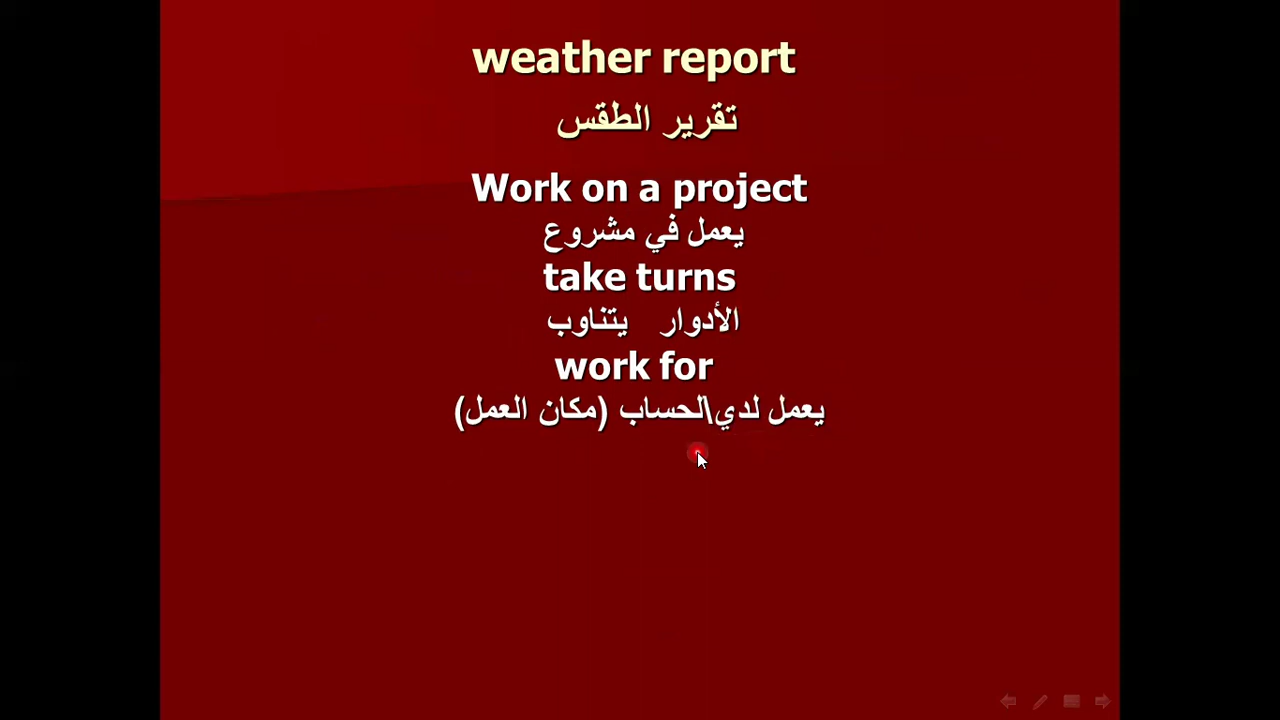 weather report
تقرير الطقس
Work on a project
يعمل في مشروع
take turns
الأدوار يتناوب
work for
يعمل لدي\لحساب (مكان العمل)